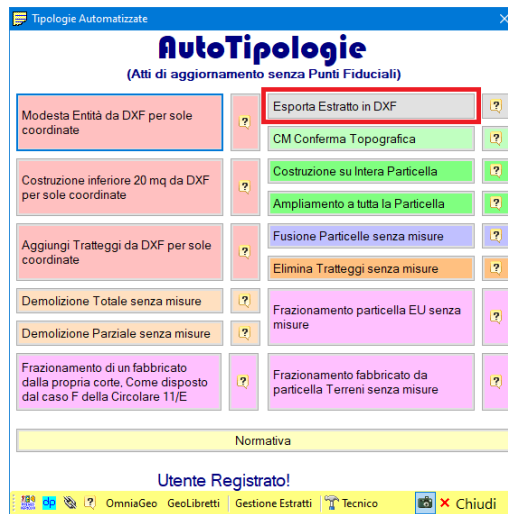 Tipologie Automatizzate
AutoTipologie
(Atti di aggiornamento senza Punti Fiduciali)
Modesta Entità da DXF per sole
coordinate
?
Esporta Estratto in DXF
?
CM Conferma Topografica
?
Costruzione inferiore 20 mq da DXF
per sole coordinate
?
Costruzione su Intera Particella
?
Ampliamento a tutta la Particella
?
Aggiungi Tratteggi da DXF per sole
coordinate
?
Fusione Particelle senza misure
?
Elimina Tratteggi senza misure
?
Demolizione Totale senza misure
?
Demolizione Parziale senza misure
?
Frazionamento particella EU senza
misure
?
Frazionamento di un fabbricato
dalla propria corte, Come disposto
dal caso F della Circolare 11/E
?
Frazionamento fabbricato da
particella Terreni senza misure
?
Normativa
Utente Registrato!
dp ? OmniaGeo GeoLibretti Gestione Estratti Tecnico Chiudi